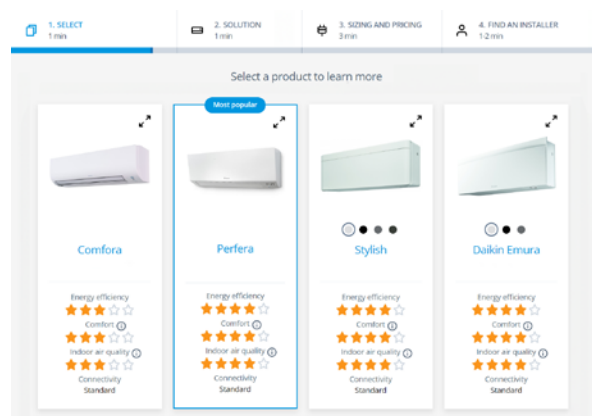 1. SELECT
1 min
2. SOLUTION
1 min
3. SIZING AND PRICING
3 min
4. FIND AN INSTALLER
1-2 min
Select a product to learn more
Most popular
Comfora
Energy efficiency
Comfort
Indoor air quality
Connectivity
Standard
Perfera
Energy efficiency
Comfort
Indoor air quality
Connectivity
Standard
Stylish
Energy efficiency
Comfort
Indoor air quality
Connectivity
Standard
Daikin Emura
Energy efficiency
Comfort
Indoor air quality
Connectivity
Standard